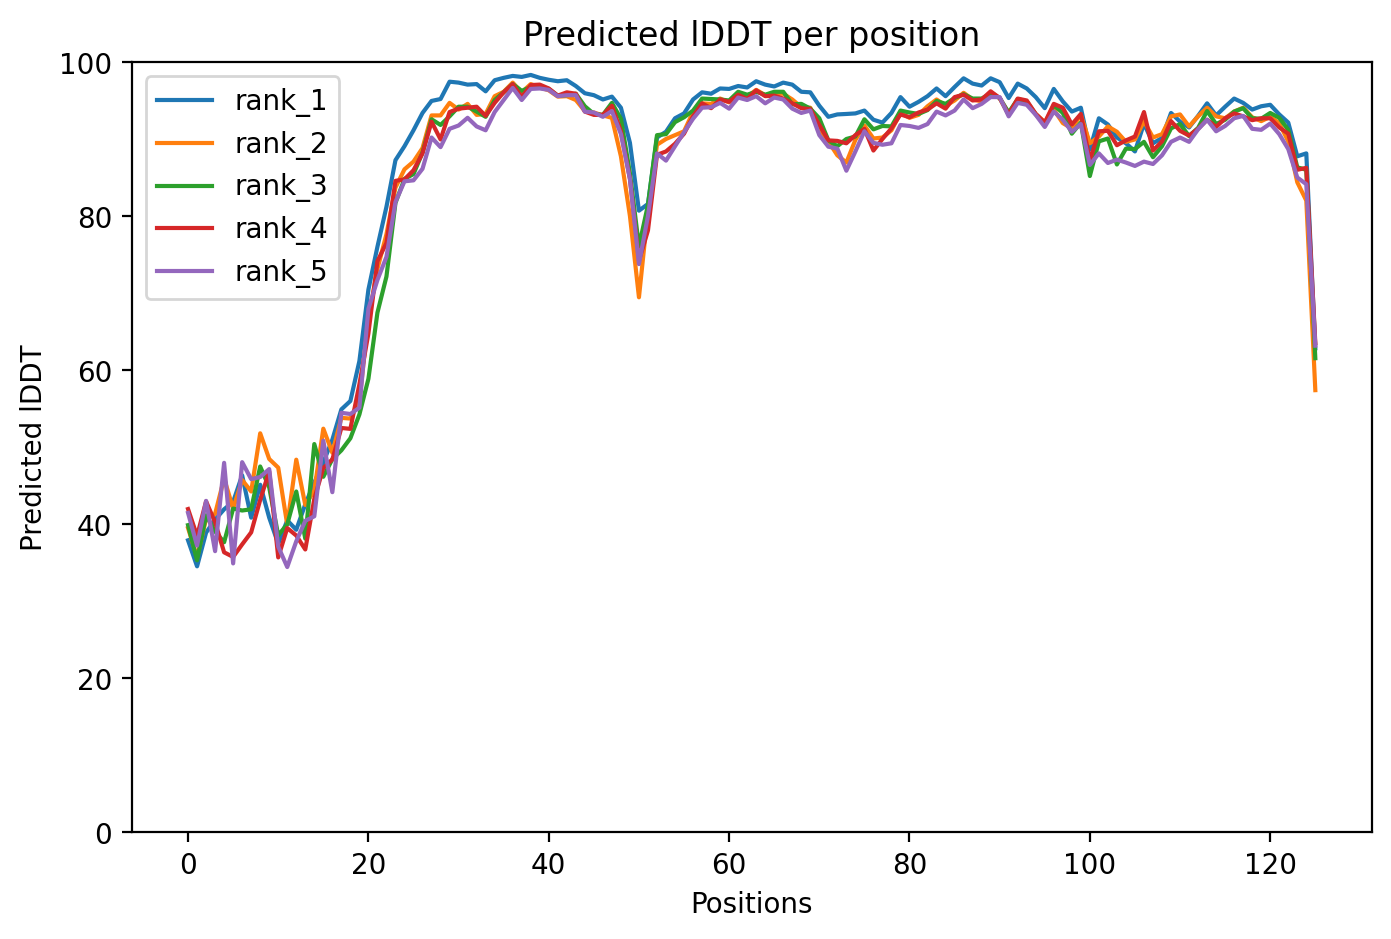 Predicted lDDT per position
100
80
60
40
20
0
Predicted lDDT
rank_1
rank_2
rank_3
rank_4
rank_5
0 20 40 60 80 100 120
Positions